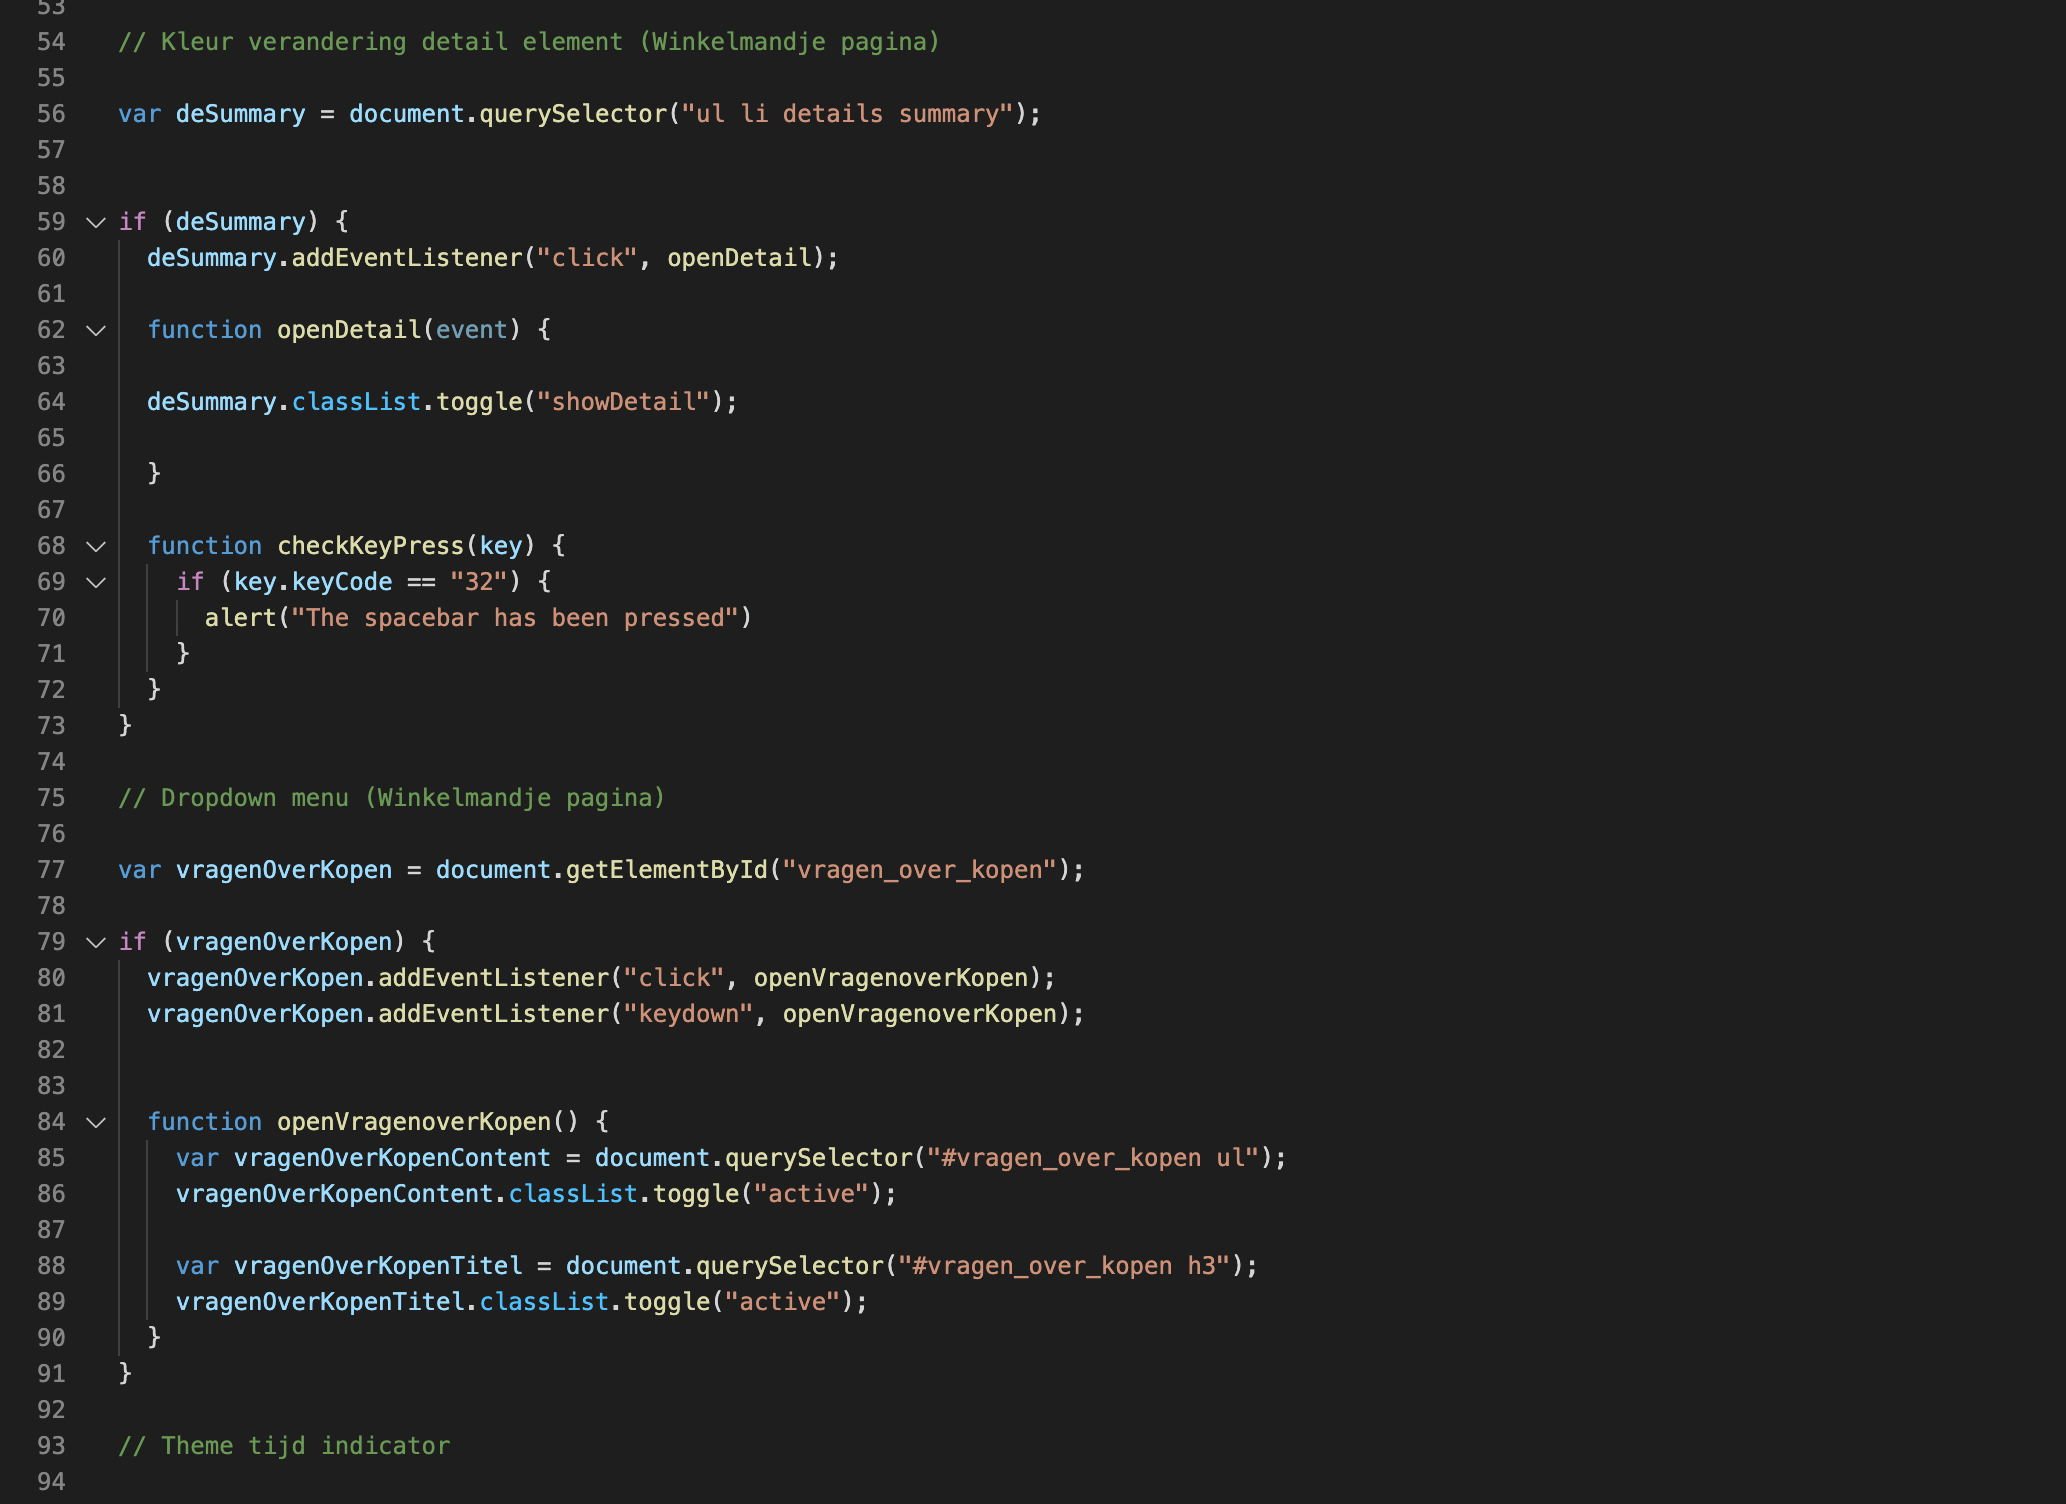 53
54 // Kleur verandering detail element (Winkelmandje pagina)
55
56 var deSummary = document.querySelector("ul li details summary");
57
58
59 if (deSummary) {
60 deSummary.addEventListener("click", openDetail);
61
62 function openDetail(event) {
63
64 deSummary.classList.toggle("showDetail");
65
66 }
67
68 function checkKeyPress(key) {
69 if (key.keyCode == "32") {
70 alert("The spacebar has been pressed")
71 }
72 }
73 }
74
75 // Dropdown menu (Winkelmandje pagina)
76
77 var vragenOverKopen = document.getElementById("vragen_over_kopen");
78
79 if (vragenOverKopen) {
80 vragenOverKopen.addEventListener("click", openVragenoverKopen);
81 vragenOverKopen.addEventListener("keydown", openVragenoverKopen);
82
83
84 function openVragenoverKopen() {
85 var vragenOverKopenContent = document.querySelector("#vragen_over_kopen ul");
86 vragenOverKopenContent.classList.toggle("active");
87
88 var vragenOverKopenTitel = document.querySelector("#vragen_over_kopen h3");
89 vragenOverKopenTitel.classList.toggle("active");
90 }
91 }
92
93 // Theme tijd indicator
94